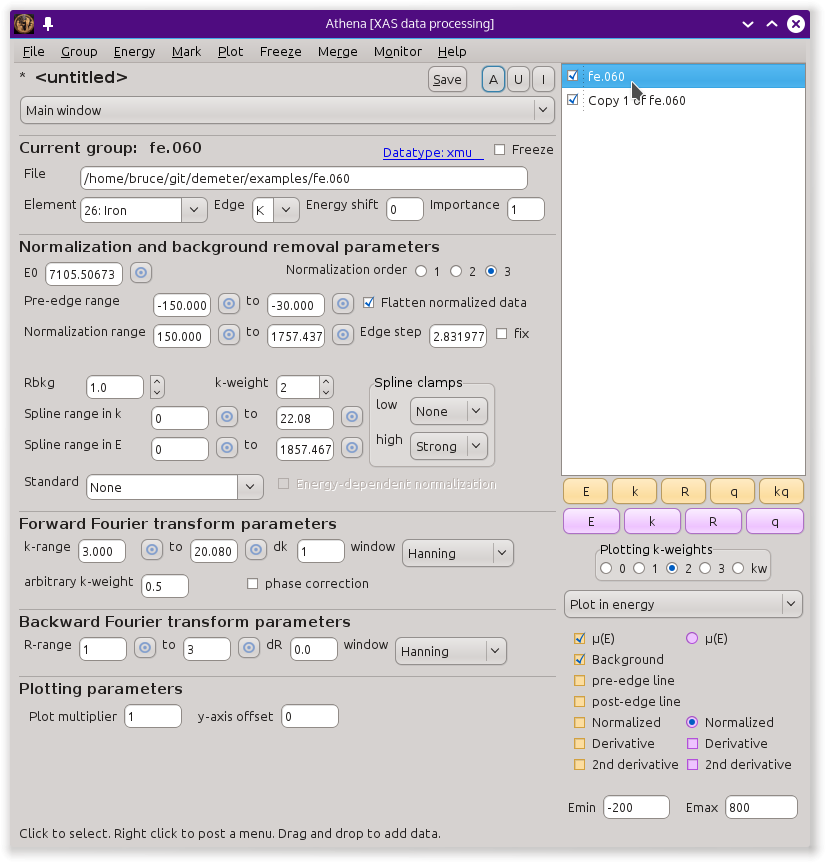 Athena [XAS data processing]
File Group Energy Mark Plot Freeze Merge Monitor Help
* <untitled> Save A U I
Main window
Current group: fe.060 Datatype: xmu Freeze
File /home/bruce/git/demeter/examples/fe.060
Element 26: Iron Edge K Energy shift 0 Importance 1
Normalization and background removal parameters
E0 7105.50673 Normalization order 1 2 3
Pre-edge range -150.000 to -30.000 Flatten normalized data
Normalization range 150.000 to 1757.437 Edge step 2.831977 fix
Rbkg 1.0 k-weight 2 Spline clamps
Spline range in k 0 to 22.08 low None
Spline range in E 0 to 1857.467 high Strong
Standard None Energy-dependent normalization
Forward Fourier transform parameters
k-range 3.000 to 20.080 dk 1 window Hanning
arbitrary k-weight 0.5 phase correction
Backward Fourier transform parameters
R-range 1 to 3 dR 0.0 window Hanning
Plotting parameters
Plot multiplier 1 y-axis offset 0
Click to select. Right click to post a menu. Drag and drop to add data.
fe.060
Copy 1 of fe.060
E k R q kq
E k R q
Plotting k-weights
0 1 2 3 kw
Plot in energy
μ(E) μ(E)
Background
pre-edge line
post-edge line
Normalized Normalized
Derivative Derivative
2nd derivative 2nd derivative
Emin -200 Emax 800